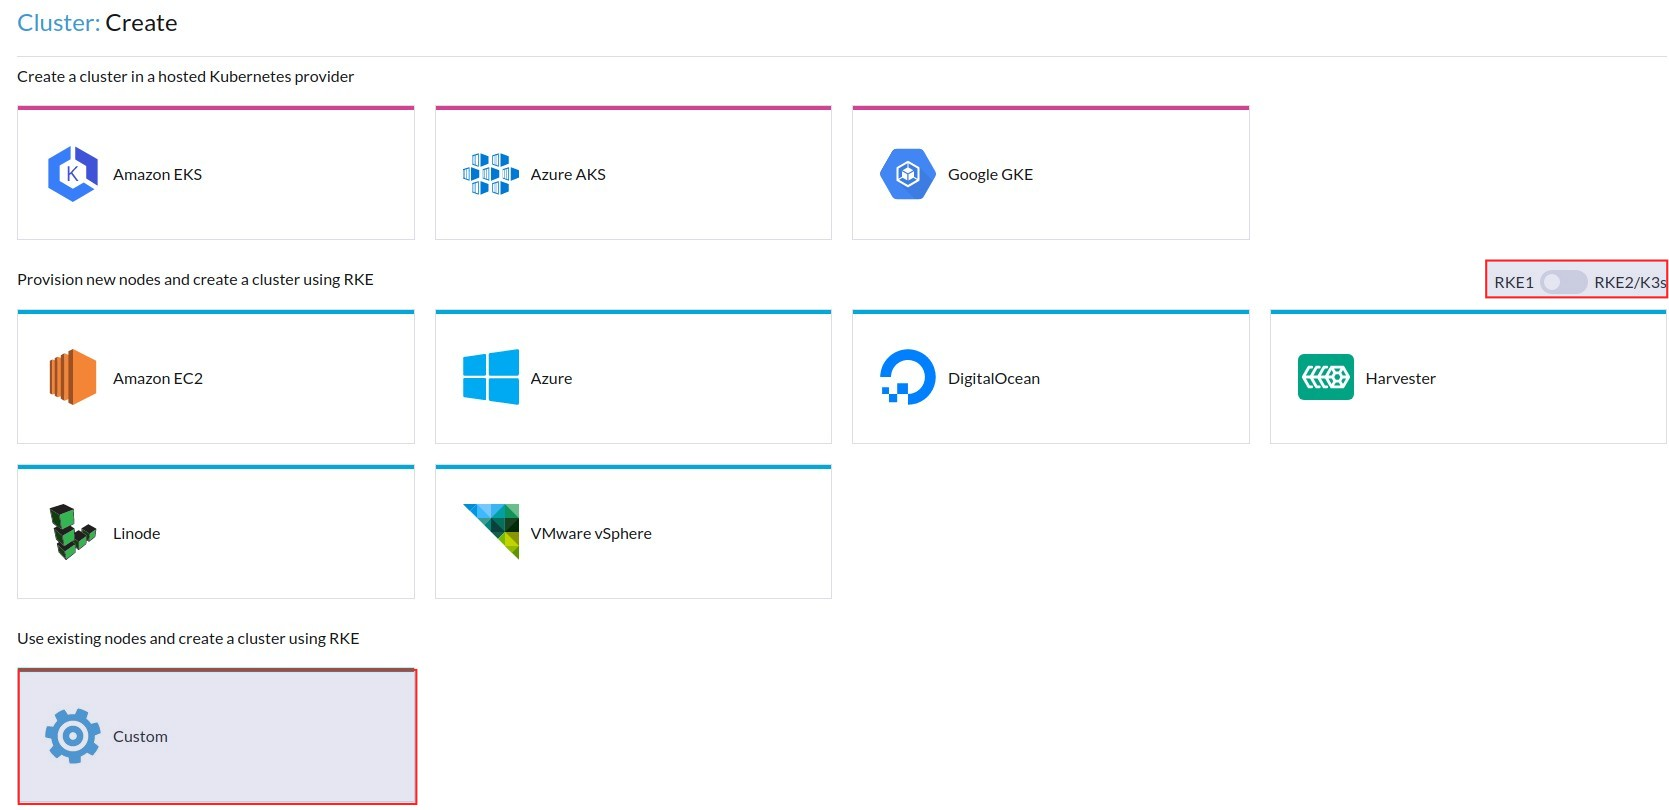 Cluster: Create
Create a cluster in a hosted Kubernetes provider
K
Amazon EKS
Azure AKS
Google GKE
Provision new nodes and create a cluster using RKE
RKE1
RKE2/K3s
Amazon EC2
Azure
DigitalOcean
Harvester
Linode
VMware vSphere
Use existing nodes and create a cluster using RKE
Custom